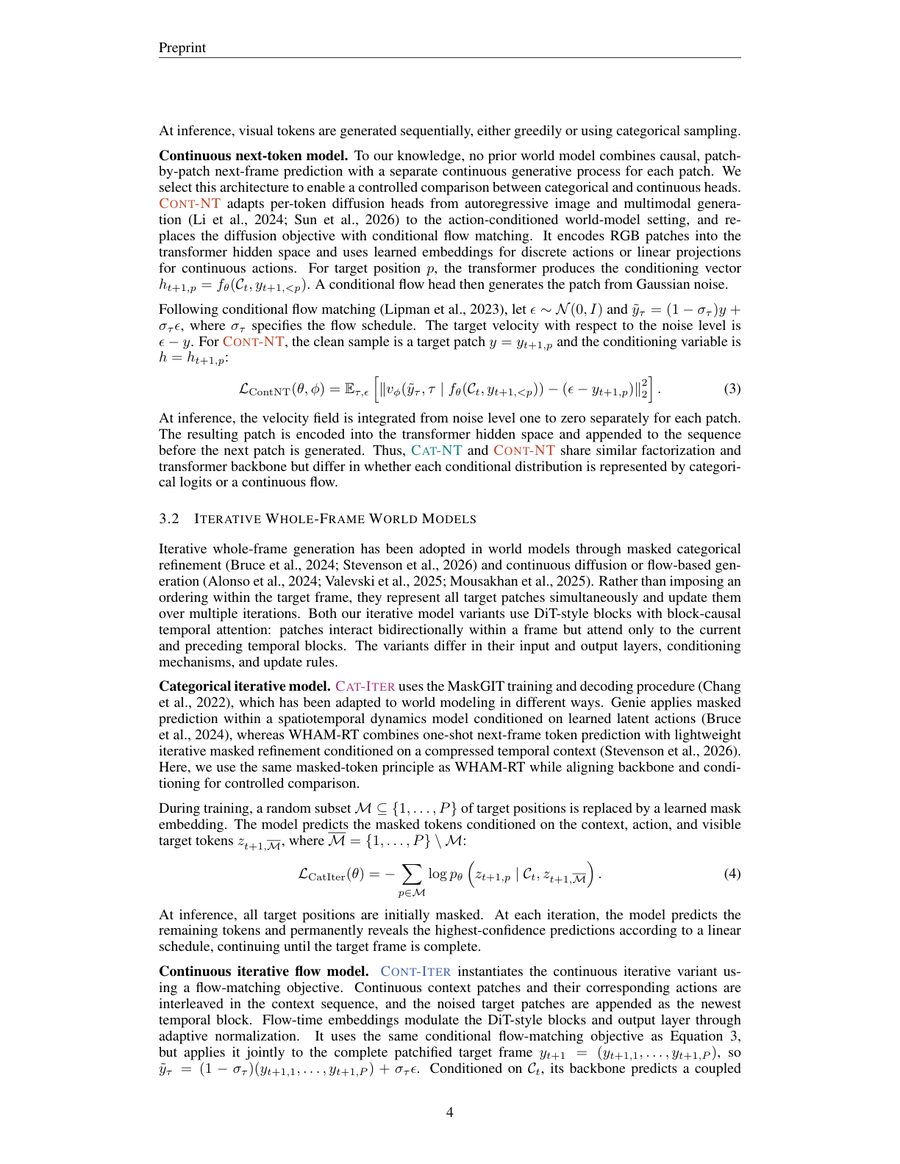 Preprint
At inference, visual tokens are generated sequentially, either greedily or using categorical sampling.
Continuous next-token model. To our knowledge, no prior world model combines causal, patch-
by-patch next-frame prediction with a separate continuous generative process for each patch. We
select this architecture to enable a controlled comparison between categorical and continuous heads.
CONT-NT adapts per-token diffusion heads from autoregressive image and multimodal genera-
tion (Li et al., 2024; Sun et al., 2026) to the action-conditioned world-model setting, and re-
places the diffusion objective with conditional flow matching. It encodes RGB patches into the
transformer hidden space and uses learned embeddings for discrete actions or linear projections
for continuous actions. For target position p, the transformer produces the conditioning vector
h_{t+1,p} = f_θ(C_t, y_{t+1,<p}). A conditional flow head then generates the patch from Gaussian noise.
Following conditional flow matching (Lipman et al., 2023), let ϵ ∼ N(0, I) and ỹ_τ = (1 − σ_τ)y +
σ_τϵ, where σ_τ specifies the flow schedule. The target velocity with respect to the noise level is
ϵ − y. For CONT-NT, the clean sample is a target patch y = y_{t+1,p} and the conditioning variable is
h = h_{t+1,p}:
L_ContNT(θ, ϕ) = E_{τ,ϵ} [‖v_ϕ(ỹ_τ, τ | f_θ(C_t, y_{t+1,<p})) − (ϵ − y_{t+1,p})‖²₂]. (3)
At inference, the velocity field is integrated from noise level one to zero separately for each patch.
The resulting patch is encoded into the transformer hidden space and appended to the sequence
before the next patch is generated. Thus, CAT-NT and CONT-NT share similar factorization and
transformer backbone but differ in whether each conditional distribution is represented by categori-
cal logits or a continuous flow.
3.2 ITERATIVE WHOLE-FRAME WORLD MODELS
Iterative whole-frame generation has been adopted in world models through masked categorical
refinement (Bruce et al., 2024; Stevenson et al., 2026) and continuous diffusion or flow-based gen-
eration (Alonso et al., 2024; Valevski et al., 2025; Mousakhan et al., 2025). Rather than imposing an
ordering within the target frame, they represent all target patches simultaneously and update them
over multiple iterations. Both our iterative model variants use DiT-style blocks with block-causal
temporal attention: patches interact bidirectionally within a frame but attend only to the current
and preceding temporal blocks. The variants differ in their input and output layers, conditioning
mechanisms, and update rules.
Categorical iterative model. CAT-ITER uses the MaskGIT training and decoding procedure (Chang
et al., 2022), which has been adapted to world modeling in different ways. Genie applies masked
prediction within a spatiotemporal dynamics model conditioned on learned latent actions (Bruce
et al., 2024), whereas WHAM-RT combines one-shot next-frame token prediction with lightweight
iterative masked refinement conditioned on a compressed temporal context (Stevenson et al., 2026).
Here, we use the same masked-token principle as WHAM-RT while aligning backbone and condi-
tioning for controlled comparison.
During training, a random subset M ⊆ {1, . . . , P} of target positions is replaced by a learned mask
embedding. The model predicts the masked tokens conditioned on the context, action, and visible
target tokens z_{t+1,M̅}, where M̅ = {1, . . . , P} \ M:
L_CatIter(θ) = − ∑_{p∈M} log p_θ (z_{t+1,p} | C_t, z_{t+1,M̅}). (4)
At inference, all target positions are initially masked. At each iteration, the model predicts the
remaining tokens and permanently reveals the highest-confidence predictions according to a linear
schedule, continuing until the target frame is complete.
Continuous iterative flow model. CONT-ITER instantiates the continuous iterative variant us-
ing a flow-matching objective. Continuous context patches and their corresponding actions are
interleaved in the context sequence, and the noised target patches are appended as the newest
temporal block. Flow-time embeddings modulate the DiT-style blocks and output layer through
adaptive normalization. It uses the same conditional flow-matching objective as Equation 3,
but applies it jointly to the complete patchified target frame y_{t+1} = (y_{t+1,1}, . . . , y_{t+1,P}), so
ỹ_τ = (1 − σ_τ)(y_{t+1,1}, . . . , y_{t+1,P}) + σ_τϵ. Conditioned on C_t, its backbone predicts a coupled
4